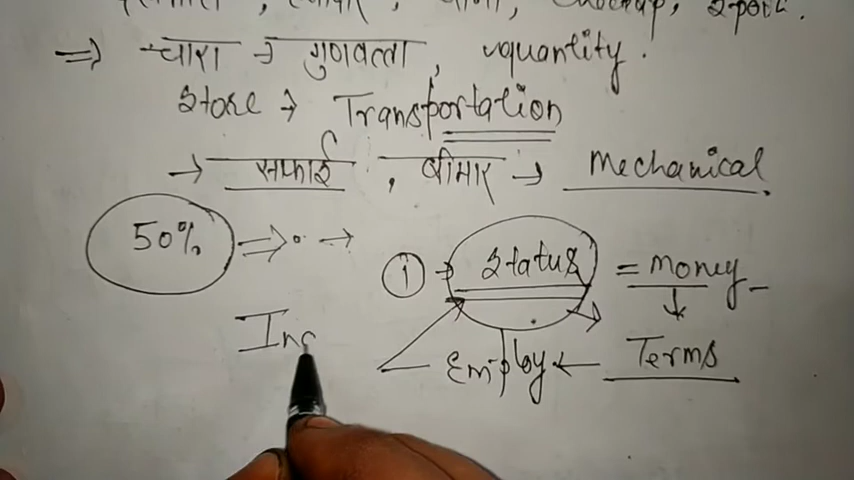 ⇒ चारा → गुणवत्ता, quantity.
Store → Transportation
→ सफाई, बीमार → Mechanical
50% ⇒ • →
① → Status = money
Employ ← Terms
Inc